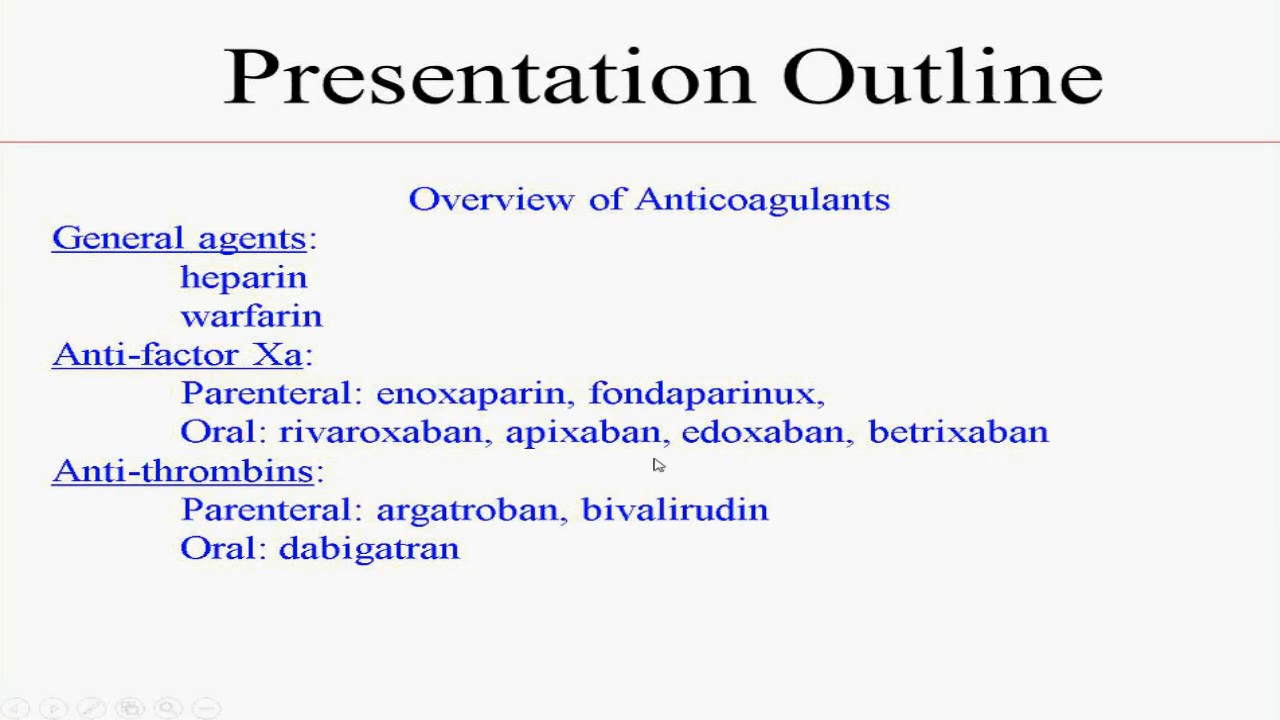 Presentation Outline
Overview of Anticoagulants
General agents:
heparin
warfarin
Anti-factor Xa:
Parenteral: enoxaparin, fondaparinux,
Oral: rivaroxaban, apixaban, edoxaban, betrixaban
Anti-thrombins:
Parenteral: argatroban, bivalirudin
Oral: dabigatran